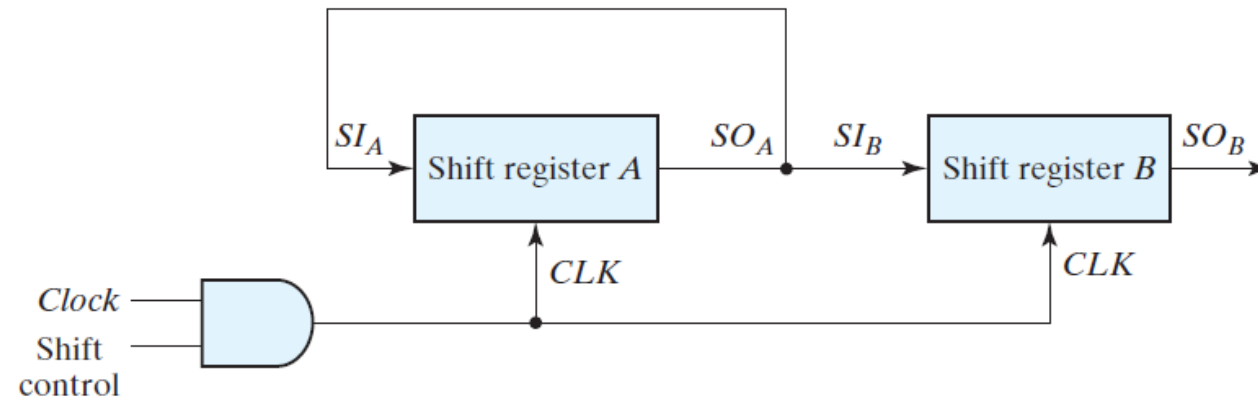 SI_A
Shift register A
SO_A
SI_B
Shift register B
SO_B
CLK
CLK
Clock
Shift
control